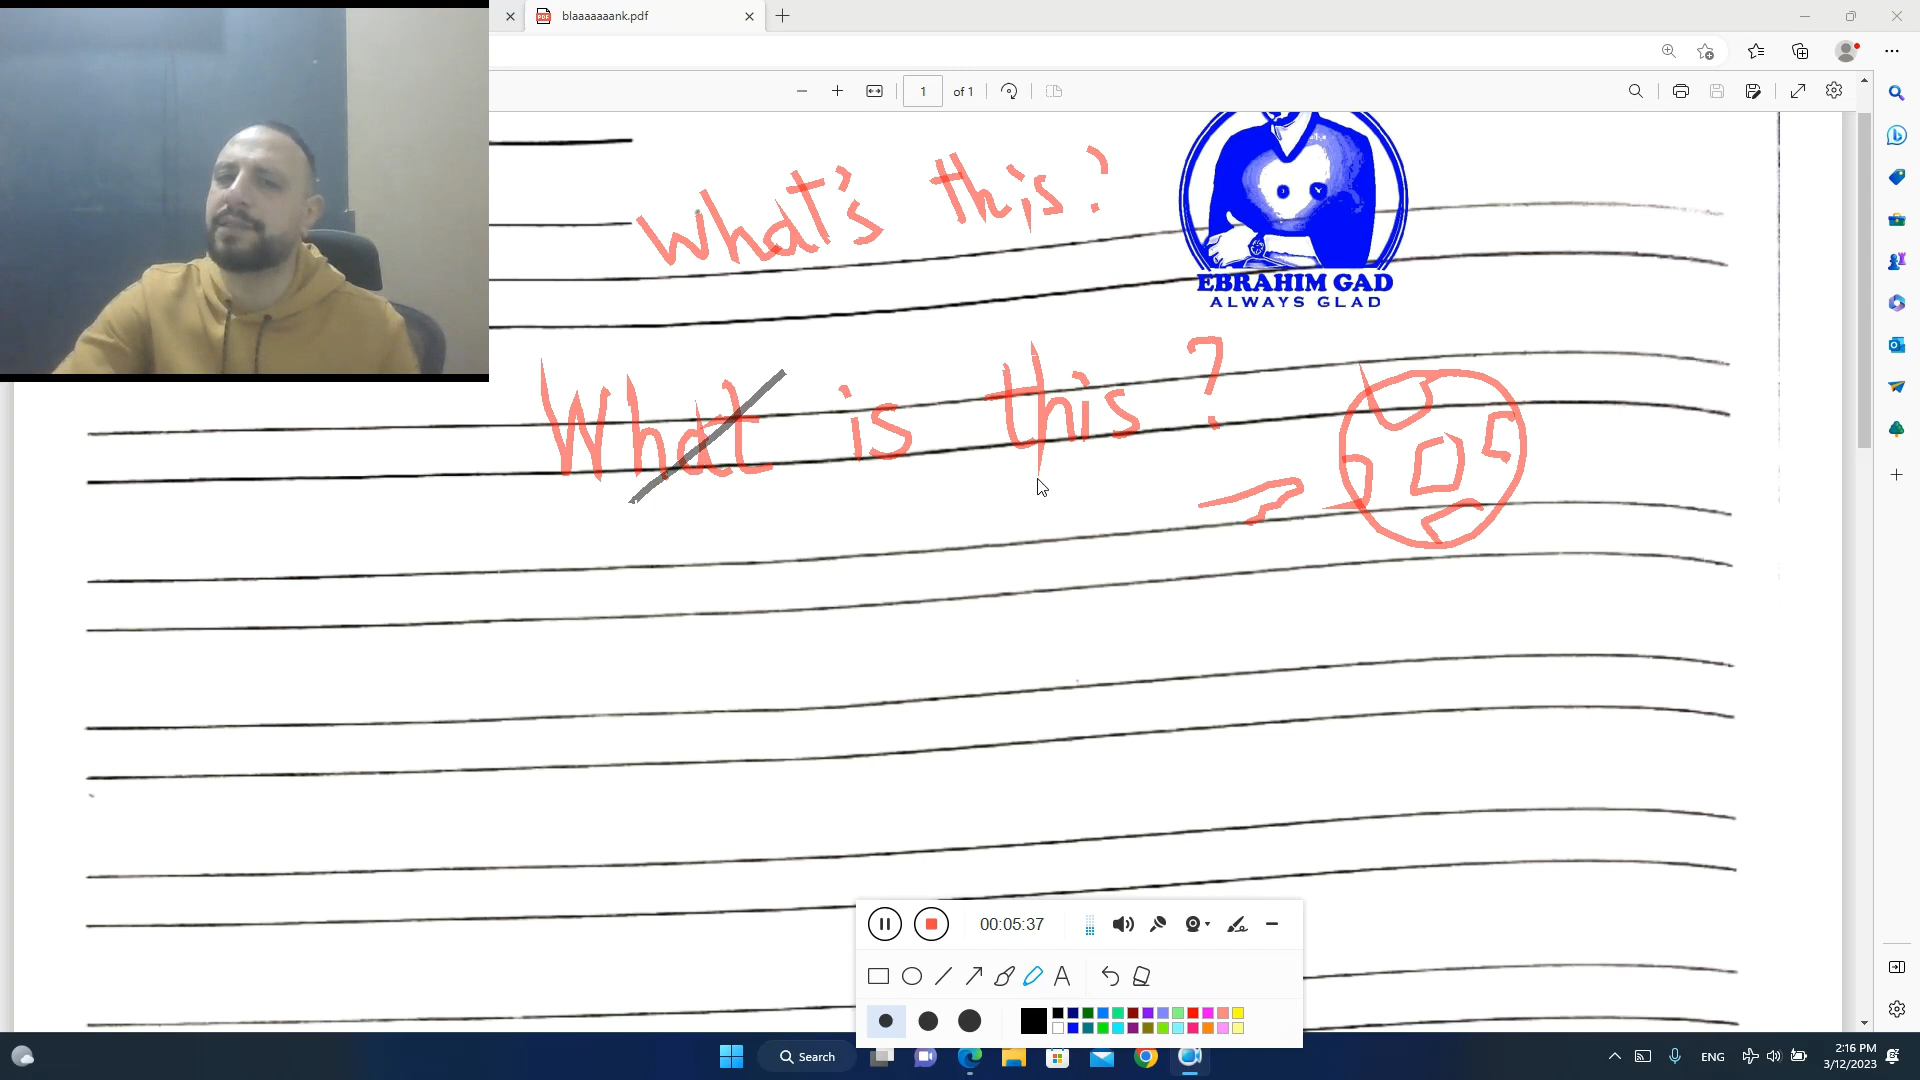 blaaaaaaank.pdf
1 of 1
What's this?
EBRAHIM GAD
ALWAYS GLAD
What is this?
00:05:37
A
Search
ENG
2:16 PM
3/12/2023